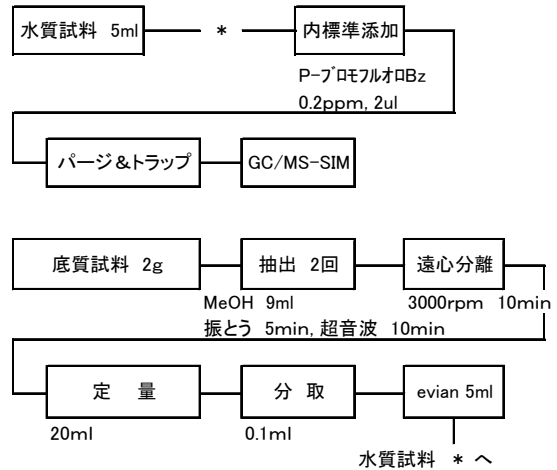 水質試料 5ml
*
内標準添加
P-ﾌﾞﾛﾓﾌﾙｵﾛBz
0.2ppm, 2ul
パージ&トラップ
GC/MS-SIM
底質試料 2g
抽出 2回
遠心分離
MeOH 9ml
3000rpm 10min
振とう 5min, 超音波 10min
定 量
分 取
evian 5ml
20ml
0.1ml
水質試料 * へ